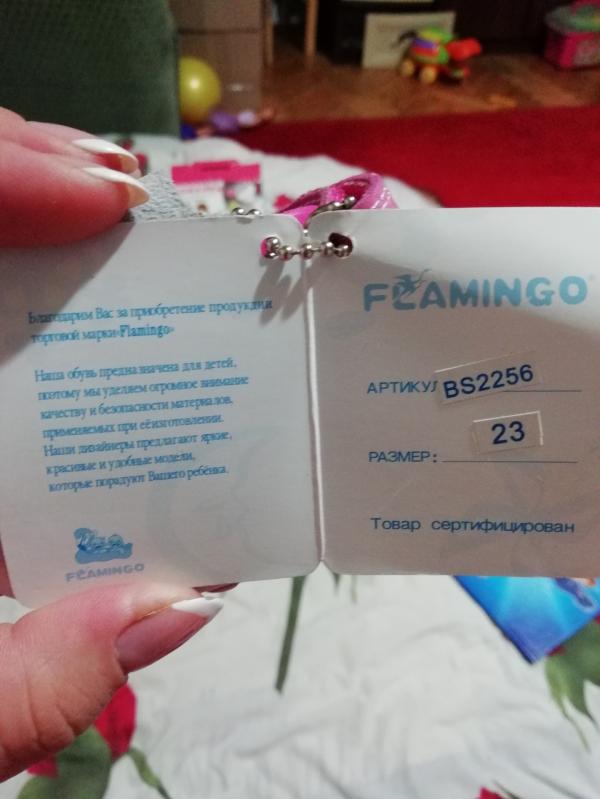 Благодарим Вас за приобретение продукции
торговой марки «Flamingo»
Наша обувь предназначена для детей,
поэтому мы уделяем огромное внимание
качеству и безопасности материалов,
применяемых при её изготовлении.
Наши дизайнеры предлагают яркие,
красивые и удобные модели,
которые порадуют Вашего ребёнка.
FLAMINGO
FLAMINGO®
АРТИКУЛ BS2256
РАЗМЕР: 23
Товар сертифицирован